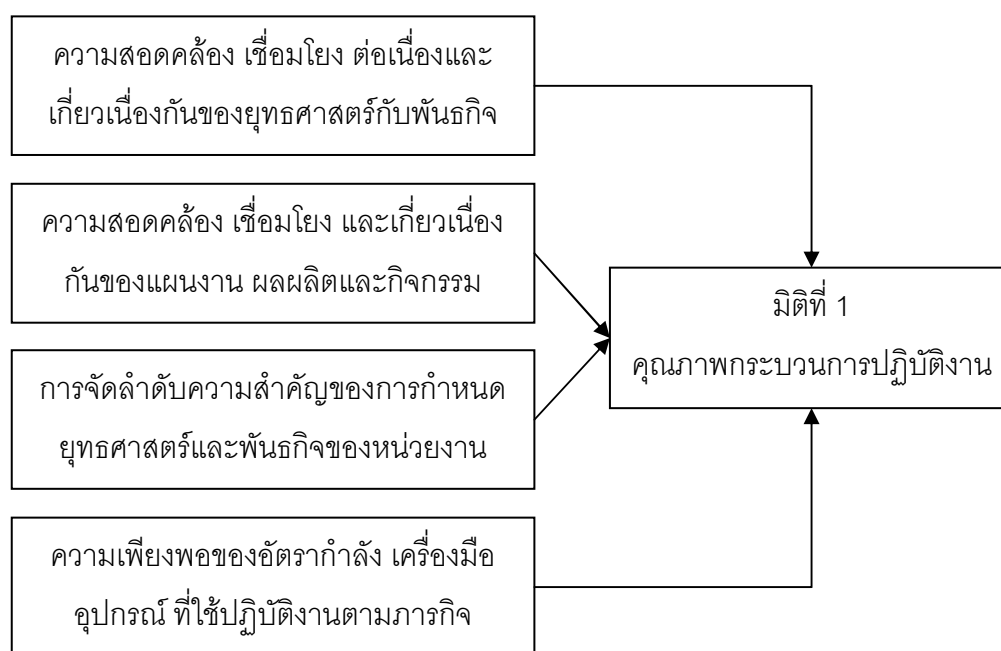 ความสอดคล้อง เชื่อมโยง ต่อเนื่องและ
เกี่ยวเนื่องกันของยุทธศาสตร์กับพันธกิจ
ความสอดคล้อง เชื่อมโยง และเกี่ยวเนื่อง
กันของแผนงาน ผลผลิตและกิจกรรม
การจัดลำดับความสำคัญของการกำหนด
ยุทธศาสตร์และพันธกิจของหน่วยงาน
ความเพียงพอของอัตรากำลัง เครื่องมือ
อุปกรณ์ ที่ใช้ปฏิบัติงานตามภารกิจ
มิติที่ 1
คุณภาพกระบวนการปฏิบัติงาน